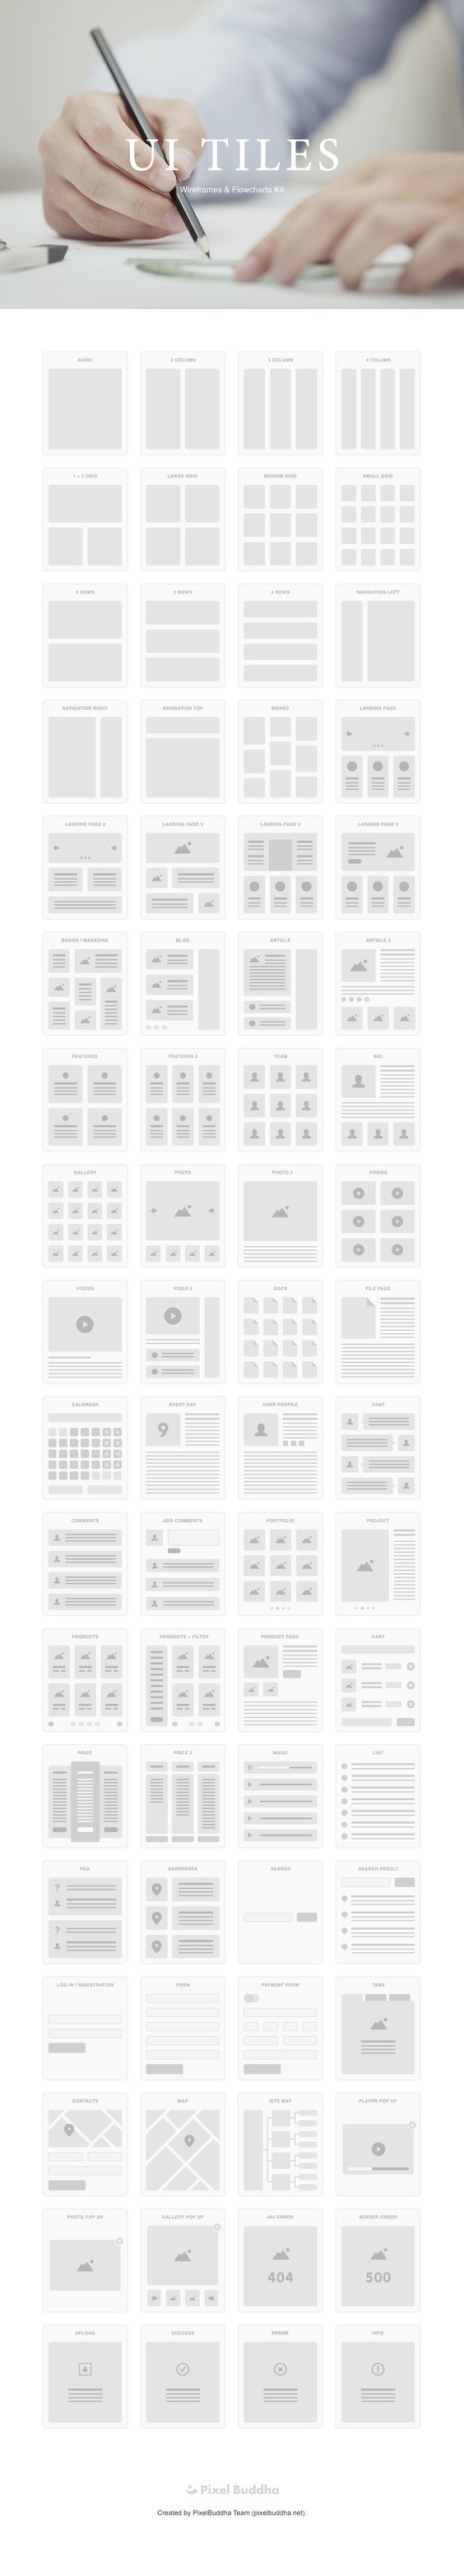 UI TILES
Wireframes & Flowcharts Kit
BASIC
2 COLUMN
3 COLUMN
4 COLUMN
1 + 2 GRID
LARGE GRID
MEDIUM GRID
SMALL GRID
2 ROWS
3 ROWS
4 ROWS
NAVIGATION LEFT
NAVIGATION RIGHT
NAVIGATION TOP
BOARD
LANDING PAGE
LANDING PAGE 2
LANDING PAGE 3
LANDING PAGE 4
LANDING PAGE 5
BOARD / MAGAZINE
BLOG
ARTICLE
ARTICLE 2
FEATURES
FEATURES 2
TEAM
BIO
GALLERY
PHOTO
PHOTO 2
VIDEOS
VIDEOS
VIDEO 2
DOCS
FILE PAGE
CALENDAR
EVENT DAY
9
USER PROFILE
CHAT
COMMENTS
ADD COMMENTS
PORTFOLIO
PROJECT
PRODUCTS
PRODUCTS + FILTER
PRODUCT PAGE
CART
PRICE
PRICE 2
MUSIC
LIST
FAQ
?
?
ADDRESSES
SEARCH
SEARCH RESULT
LOG IN / REGISTRATION
FORM
PAYMENT FORM
TABS
CONTACTS
MAP
SITE MAP
PLAYER POP UP
PHOTO POP UP
GALLERY POP UP
404 ERROR
404
SERVER ERROR
500
UPLOAD
SUCCESS
ERROR
INFO
Pixel Buddha
Created by PixelBuddha Team (pixelbuddha.net).